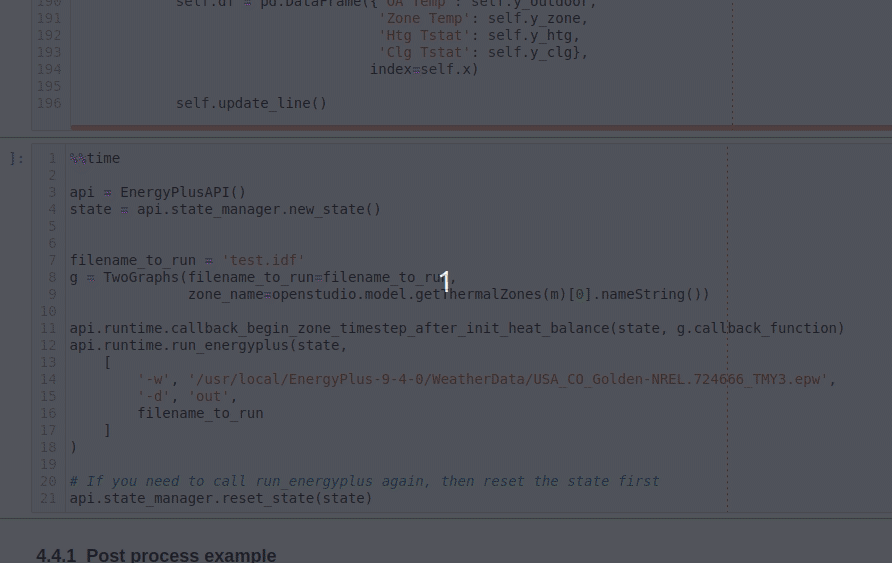 190 self.df = pd.DataFrame({'OA Temp': self.y_outdoor,
191 'Zone Temp': self.y_zone,
192 'Htg Tstat': self.y_htg,
193 'Clg Tstat': self.y_clg},
194 index=self.x)
195
196 self.update_line()
]:
1 %%time
2
3 api = EnergyPlusAPI()
4 state = api.state_manager.new_state()
5
6
7 filename_to_run = 'test.idf'
8 g = TwoGraphs(filename_to_run=filename_to_run,
1
9 zone_name=openstudio.model.getThermalZones(m)[0].nameString())
10
11 api.runtime.callback_begin_zone_timestep_after_init_heat_balance(state, g.callback_function)
12 api.runtime.run_energyplus(state,
13 [
14 '-w', '/usr/local/EnergyPlus-9-4-0/WeatherData/USA_CO_Golden-NREL.724666_TMY3.epw',
15 '-d', 'out',
16 filename_to_run
17 ]
18 )
19
20 # If you need to call run_energyplus again, then reset the state first
21 api.state_manager.reset_state(state)
4.4.1 Post process example